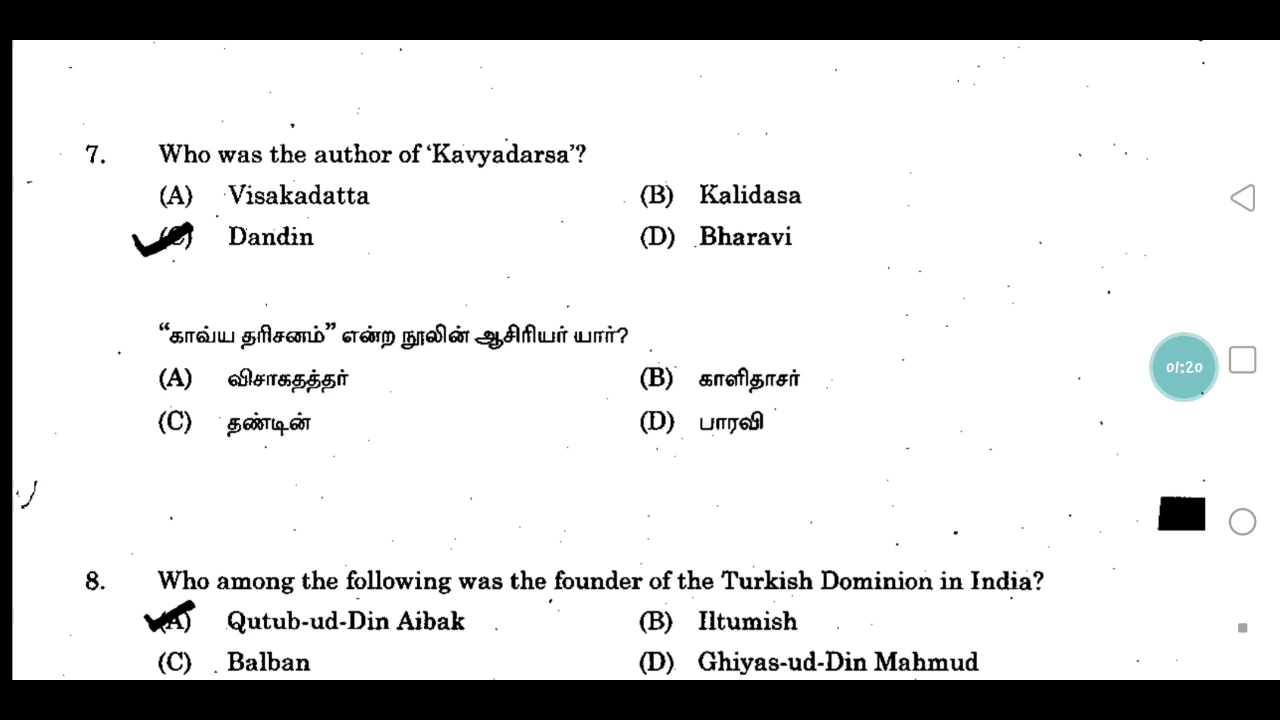 7. Who was the author of ‘Kavyadarsa’?
(A) Visakadatta (B) Kalidasa
(C) Dandin (D) Bharavi
“காவ்ய தரிசனம்” என்ற நூலின் ஆசிரியர் யார்?
(A) விசாகதத்தர் (B) காளிதாசர்
(C) தண்டின் (D) பாரவி
8. Who among the following was the founder of the Turkish Dominion in India?
(A) Qutub-ud-Din Aibak (B) Iltumish
(C) Balban (D) Ghiyas-ud-Din Mahmud
01:20